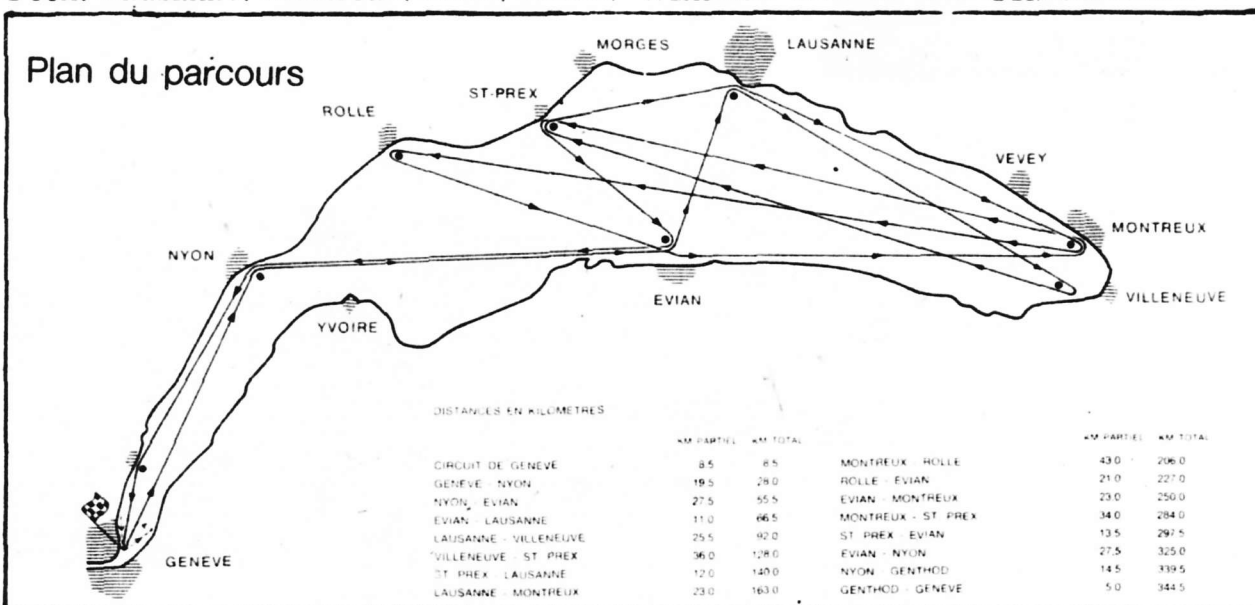 Plan du parcours
MORGES
LAUSANNE
ST-PREX
ROLLE
VEVEY
MONTREUX
NYON
EVIAN
VILLENEUVE
YVOIRE
GENEVE
DISTANCES EN KILOMETRES
KM PARTIEL KM TOTAL
CIRCUIT DE GENEVE 8.5 8.5
GENEVE - NYON 19.5 28.0
NYON - EVIAN 27.5 55.5
EVIAN - LAUSANNE 11.0 66.5
LAUSANNE - VILLENEUVE 25.5 92.0
VILLENEUVE - ST PREX 36.0 128.0
ST PREX - LAUSANNE 12.0 140.0
LAUSANNE - MONTREUX 23.0 163.0
KM PARTIEL KM TOTAL
MONTREUX - ROLLE 43.0 206.0
ROLLE - EVIAN 21.0 227.0
EVIAN - MONTREUX 23.0 250.0
MONTREUX - ST PREX 34.0 284.0
ST PREX - EVIAN 13.5 297.5
EVIAN - NYON 27.5 325.0
NYON - GENTHOD 14.5 339.5
GENTHOD - GENEVE 5.0 344.5